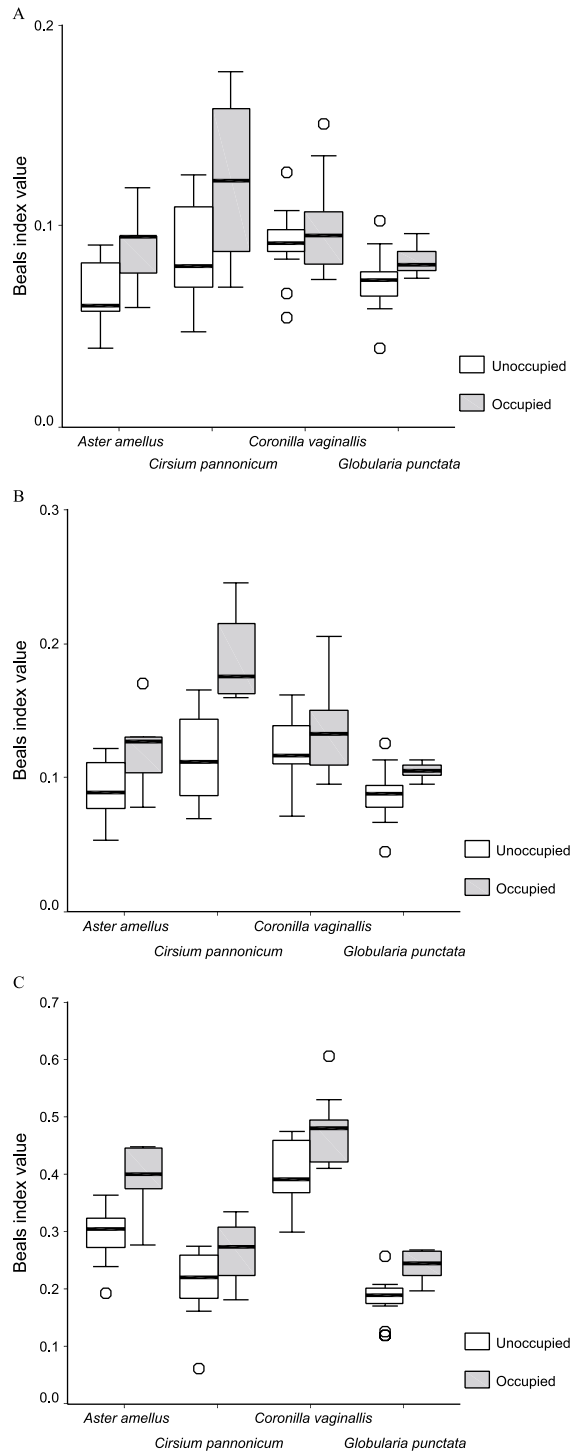 A
0.2
0.1
0.0
Beals index value
Unoccupied
Occupied
Aster amellus
Coronilla vaginallis
Cirsium pannonicum
Globularia punctata
B
0.3
0.2
0.1
0.0
Beals index value
Unoccupied
Occupied
Aster amellus
Coronilla vaginallis
Cirsium pannonicum
Globularia punctata
C
0.7
0.6
0.5
0.4
0.3
0.2
0.1
0.0
Beals index value
Unoccupied
Occupied
Aster amellus
Coronilla vaginallis
Cirsium pannonicum
Globularia punctata